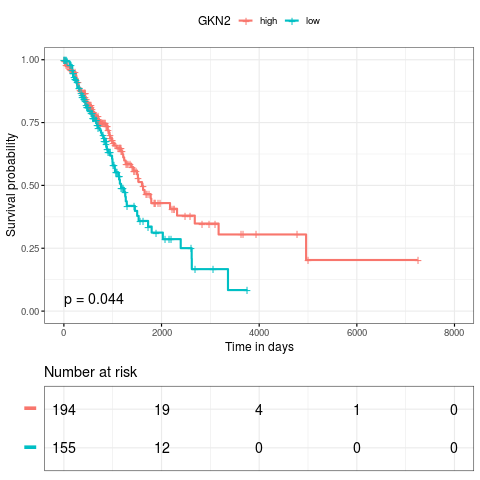 GKN2 high low
1.00
0.75
0.50
0.25
0.00
Survival probability
p = 0.044
0 2000 4000 6000 8000
Time in days
Number at risk
194 19 4 1 0
155 12 0 0 0